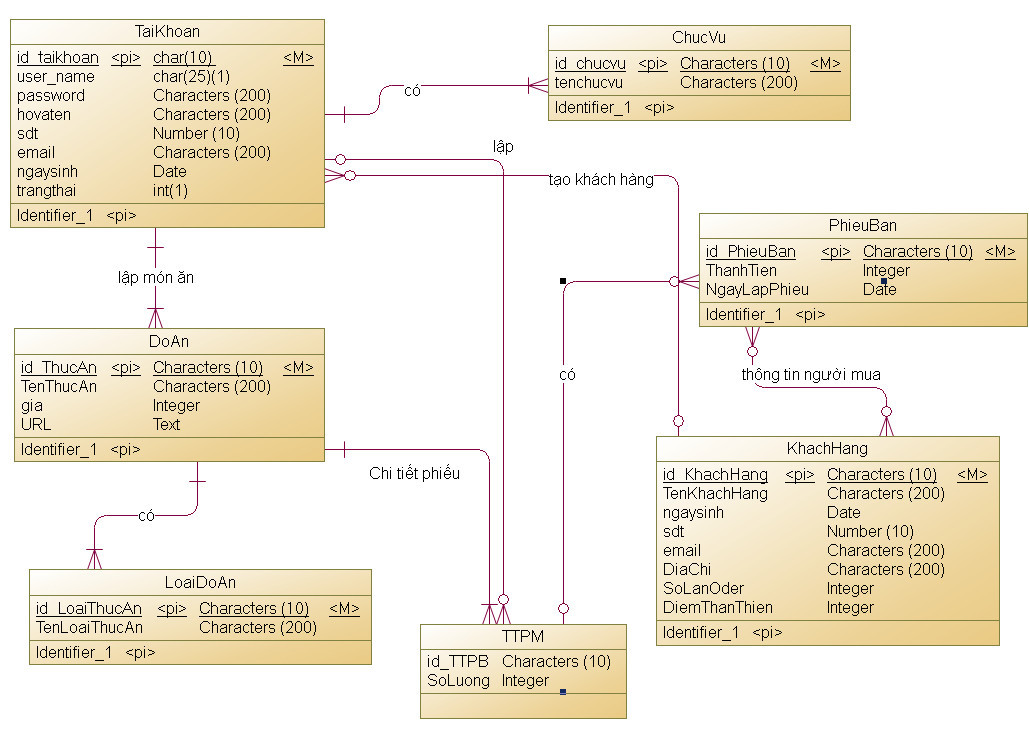 TaiKhoan
id_taikhoan <pi> char(10) <M>
user_name char(25)(1)
password Characters (200)
hovaten Characters (200)
sdt Number (10)
email Characters (200)
ngaysinh Date
trangthai int(1)
Identifier_1 <pi>
có
ChucVu
id_chucvu <pi> Characters (10) <M>
tenchucvu Characters (200)
Identifier_1 <pi>
lập
tạo khách hàng
PhieuBan
id_PhieuBan <pi> Characters (10) <M>
ThanhTien Integer
NgayLapPhieu Date
Identifier_1 <pi>
lập món ăn
DoAn
id_ThucAn <pi> Characters (10) <M>
TenThucAn Characters (200)
gia Integer
URL Text
Identifier_1 <pi>
có
thông tin người mua
Chi tiết phiếu
KhachHang
id_KhachHang <pi> Characters (10) <M>
TenKhachHang Characters (200)
ngaysinh Date
sdt Number (10)
email Characters (200)
DiaChi Characters (200)
SoLanOder Integer
DiemThanThien Integer
Identifier_1 <pi>
có
LoaiDoAn
id_LoaiThucAn <pi> Characters (10) <M>
TenLoaiThucAn Characters (200)
Identifier_1 <pi>
TTPM
id_TTPB Characters (10)
SoLuong Integer